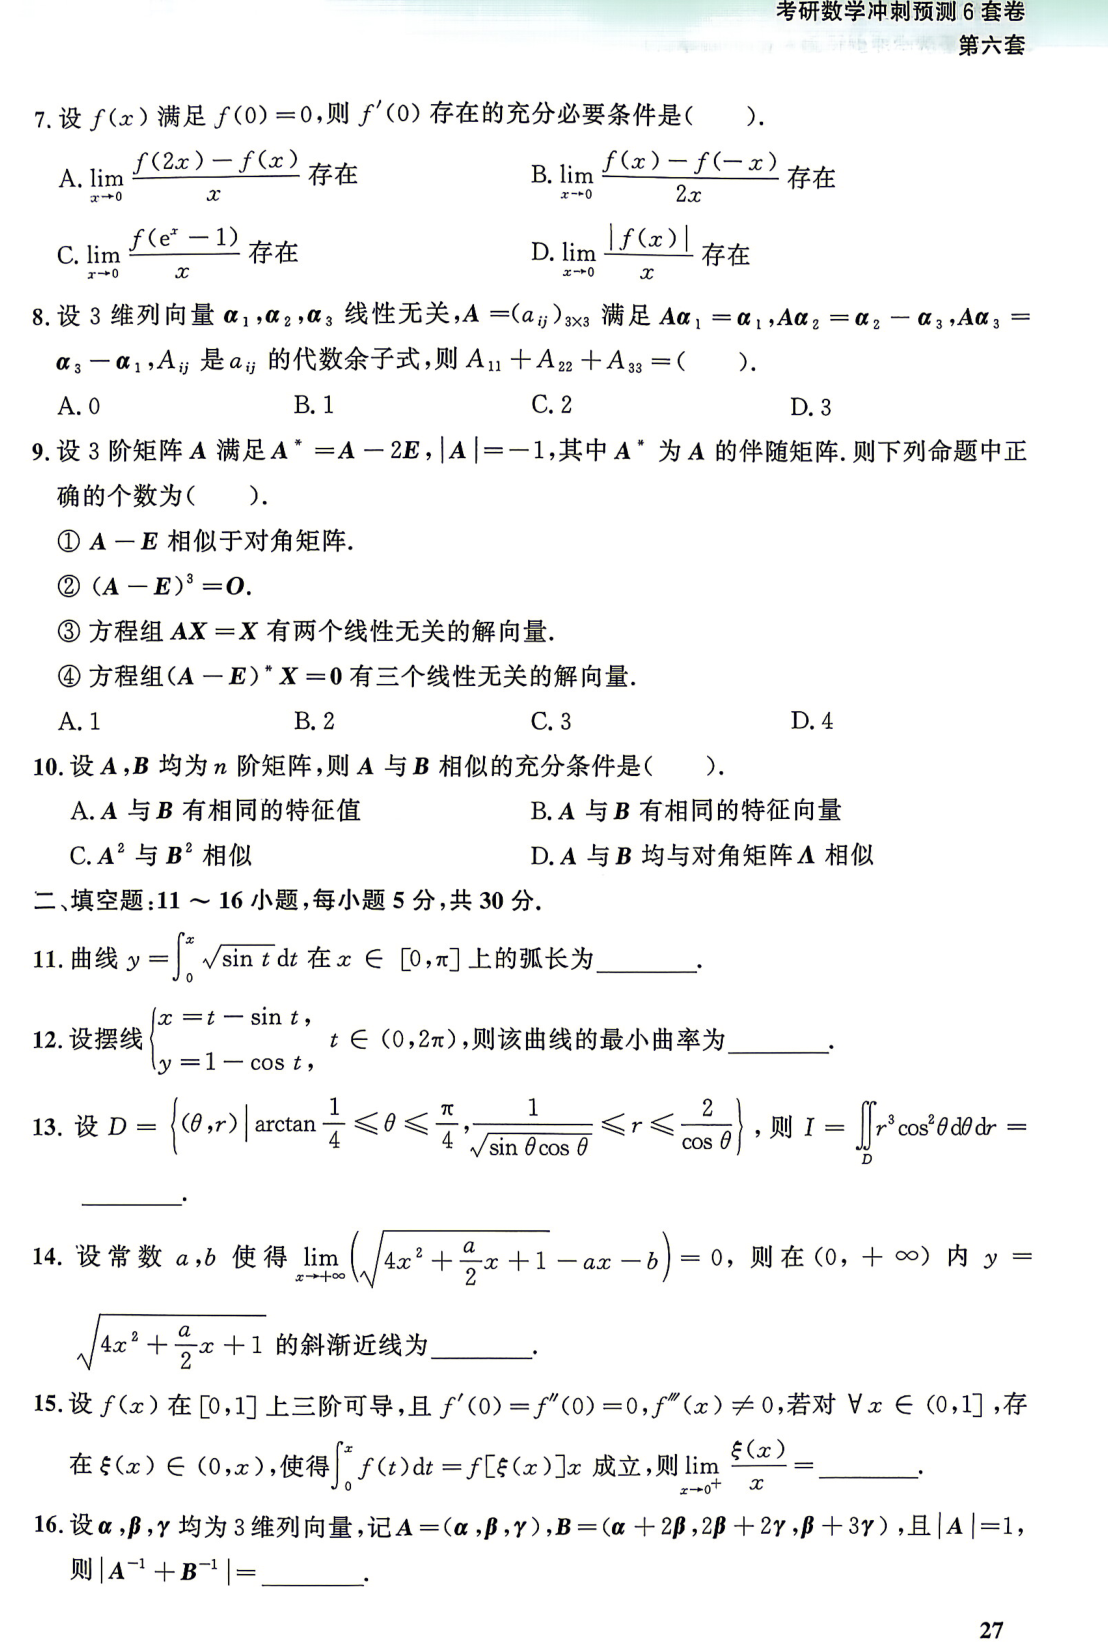 考研数学冲刺预测 6 套卷
第六套
7. 设 f(x) 满足 f(0)=0,则 f′(0) 存在的充分必要条件是(　　).
A. lim_{x→0} \frac{f(2x)-f(x)}{x} 存在　B. lim_{x→0} \frac{f(x)-f(-x)}{2x} 存在
C. lim_{x→0} \frac{f(e^x-1)}{x} 存在　D. lim_{x→0} \frac{|f(x)|}{x} 存在
8. 设 3 维列向量 α₁,α₂,α₃ 线性无关,A=(a_{ij})_{3×3} 满足 Aα₁=α₁,Aα₂=α₂-α₃,Aα₃=
α₃-α₁,A_{ij} 是 a_{ij} 的代数余子式,则 A₁₁+A₂₂+A₃₃=(　　).
A. 0　B. 1　C. 2　D. 3
9. 设 3 阶矩阵 A 满足 A*=A-2E,|A|=-1,其中 A* 为 A 的伴随矩阵. 则下列命题中正
确的个数为(　　).
① A-E 相似于对角矩阵.
② (A-E)³=O.
③ 方程组 AX=X 有两个线性无关的解向量.
④ 方程组(A-E)*X=0 有三个线性无关的解向量.
A. 1　B. 2　C. 3　D. 4
10. 设 A,B 均为 n 阶矩阵,则 A 与 B 相似的充分条件是(　　).
A. A 与 B 有相同的特征值　B. A 与 B 有相同的特征向量
C. A² 与 B² 相似　D. A 与 B 均与对角矩阵 Λ 相似
二、填空题:11～16 小题,每小题 5 分,共 30 分.
11. 曲线 y=∫_0^x \sqrt{sin t} dt 在 x∈[0,π] 上的弧长为________.
12. 设摆线 { x=t-sin t, y=1-cos t, t∈(0,2π),则该曲线的最小曲率为________.
13. 设 D={(θ,r)| arctan \frac{1}{4}≤θ≤\frac{π}{4}, \frac{1}{\sqrt{sin θcos θ}}≤r≤\frac{2}{cos θ}},则 I=∬_D r³cos²θdθdr=
________.
14. 设常数 a,b 使得 lim_{x→+∞}(\sqrt{4x²+\frac{a}{2}x+1}-ax-b)=0, 则在(0,+∞) 内 y=
\sqrt{4x²+\frac{a}{2}x+1} 的斜渐近线为________.
15. 设 f(x) 在[0,1] 上三阶可导,且 f′(0)=f″(0)=0,f‴(x)≠0,若对 ∀x∈(0,1],存
在 ξ(x)∈(0,x),使得∫_0^x f(t)dt=f[ξ(x)]x 成立,则 lim_{x→0⁺} \frac{ξ(x)}{x}=________.
16. 设 α,β,γ 均为 3 维列向量,记 A=(α,β,γ),B=(α+2β,2β+2γ,β+3γ),且|A|=1,
则|A⁻¹+B⁻¹|=________.
27